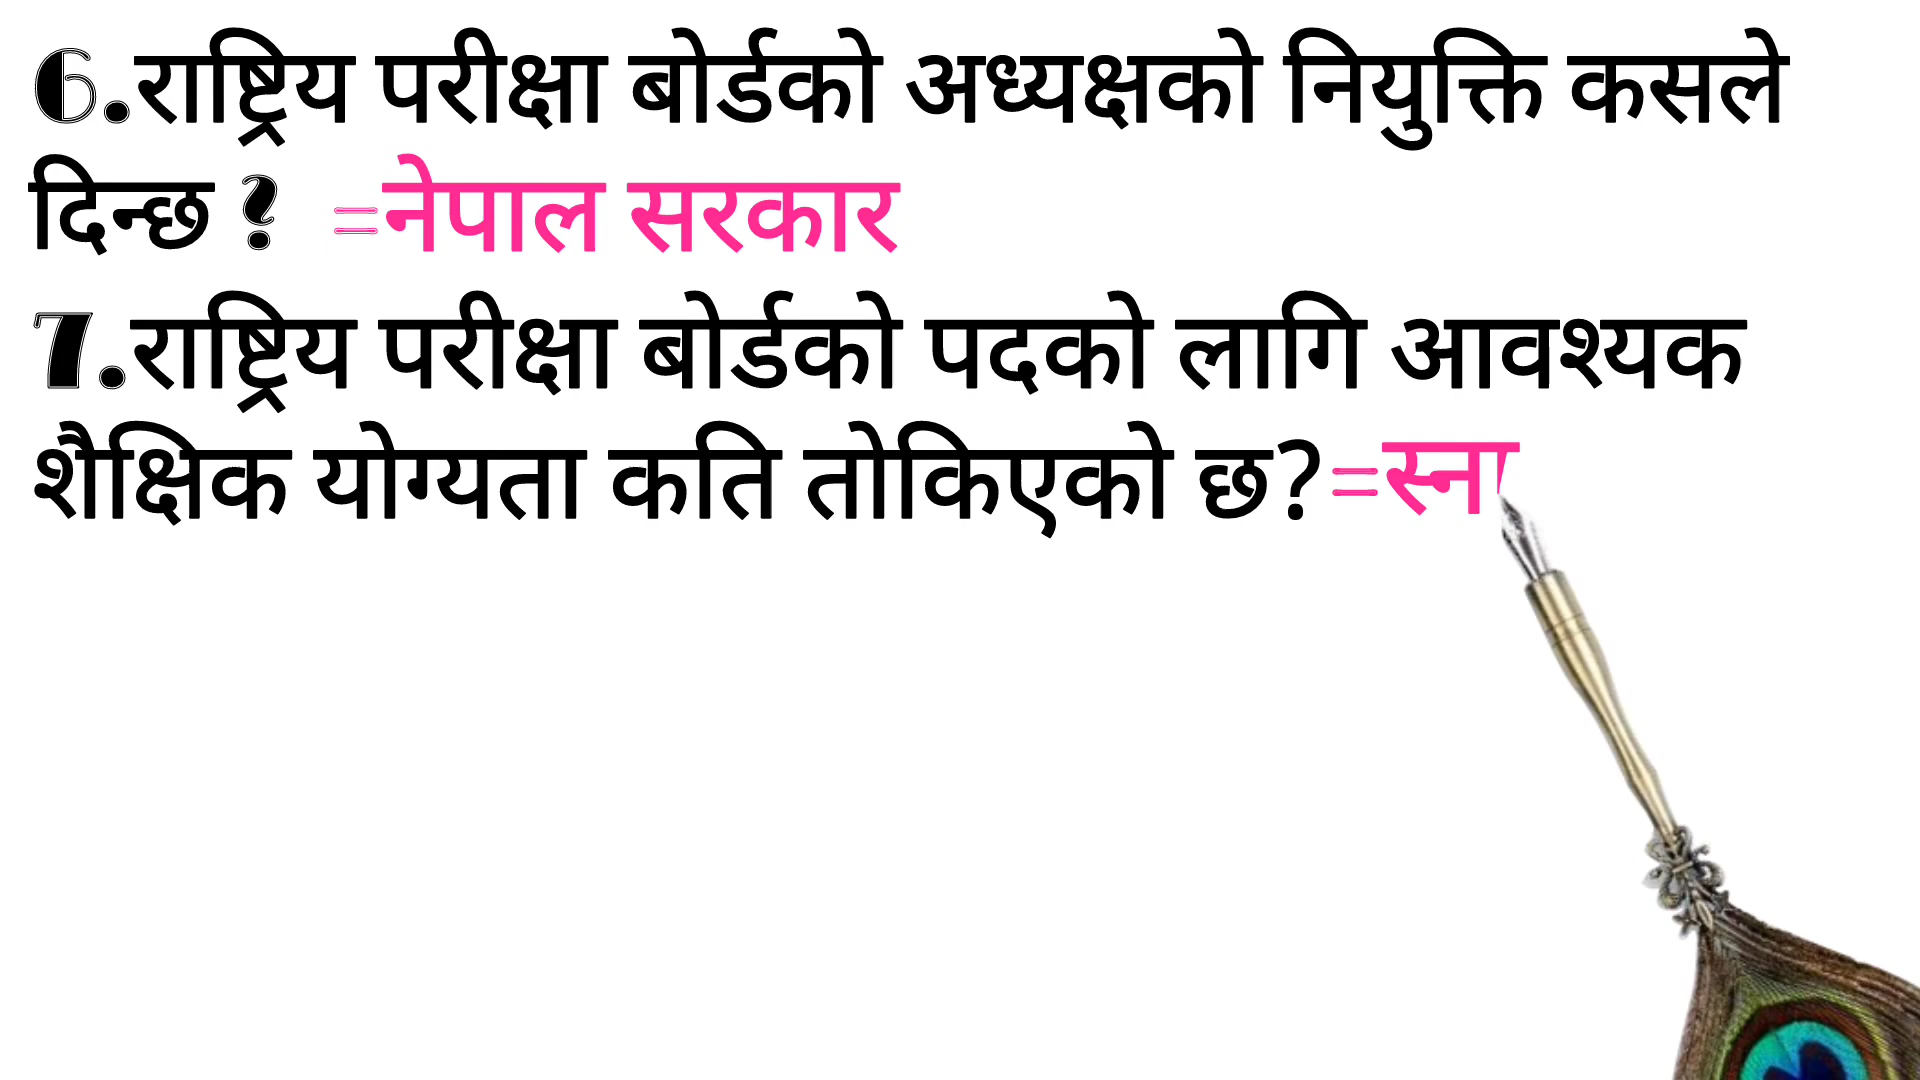 6.राष्ट्रिय परीक्षा बोर्डको अध्यक्षको नियुक्ति कसले
दिन्छ ? =नेपाल सरकार
7.राष्ट्रिय परीक्षा बोर्डको पदको लागि आवश्यक
शैक्षिक योग्यता कति तोकिएको छ?=स्ना